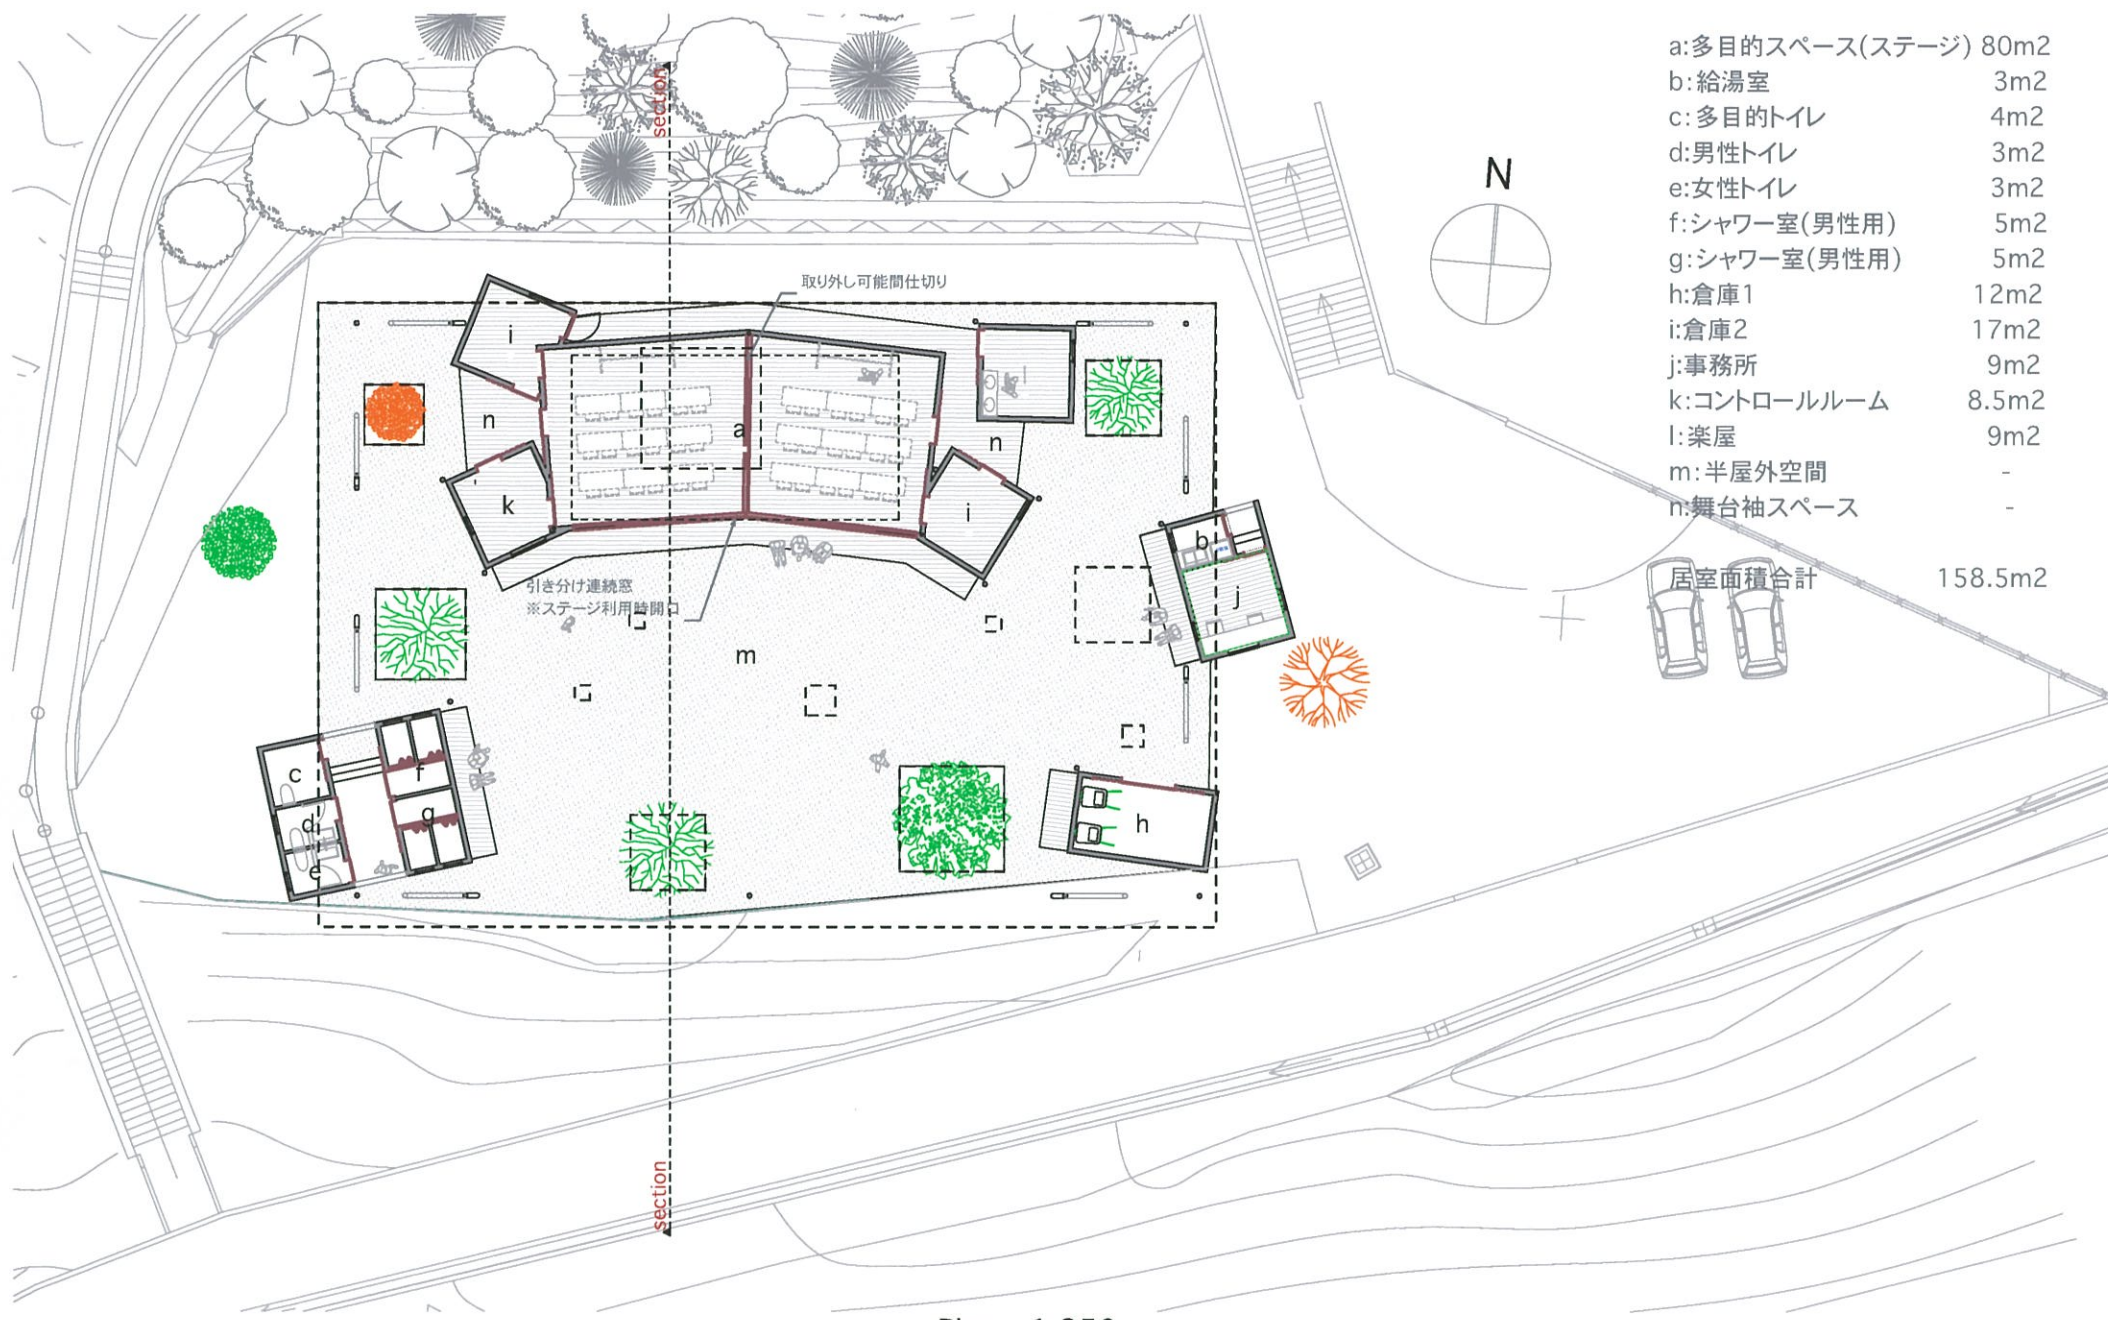 a:多目的スペース(ステージ) 80m2
b:給湯室 3m2
c:多目的トイレ 4m2
d:男性トイレ 3m2
e:女性トイレ 3m2
f:シャワー室(男性用) 5m2
g:シャワー室(男性用) 5m2
h:倉庫1 12m2
i:倉庫2 17m2
j:事務所 9m2
k:コントロールルーム 8.5m2
l:楽屋 9m2
m:半屋外空間 -
n:舞台袖スペース -
居室面積合計 158.5m2
N
section
取り外し可能間仕切り
i
n
a
n
k
i
b
j
引き分け連続窓
※ステージ利用時開口
m
c
f
d
g
e
h
section